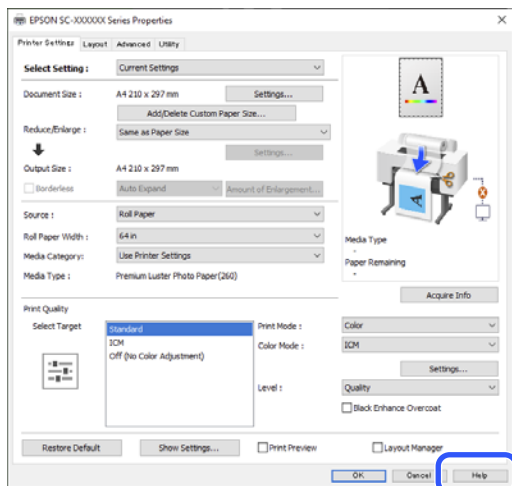 EPSON SC-XXXXXX Series Properties
Printer Settings Layout Advanced Utility
Select Setting : Current Settings
Document Size : A4 210 x 297 mm Settings...
Add/Delete Custom Paper Size...
Reduce/Enlarge : Same as Paper Size
Settings...
Output Size : A4 210 x 297 mm
Borderless Auto Expand Amount of Enlargement...
Source : Roll Paper
Roll Paper Width : 64 in
Media Category: Use Printer Settings
Media Type : Premium Luster Photo Paper(260)
A
A
Media Type
-
Paper Remaining
-
Acquire Info
Print Quality
Select Target
Standard
ICM
Off (No Color Adjustment)
Print Mode : Color
Color Mode : ICM
Settings...
Level : Quality
Black Enhance Overcoat
Restore Default Show Settings... Print Preview Layout Manager
OK Cancel Help